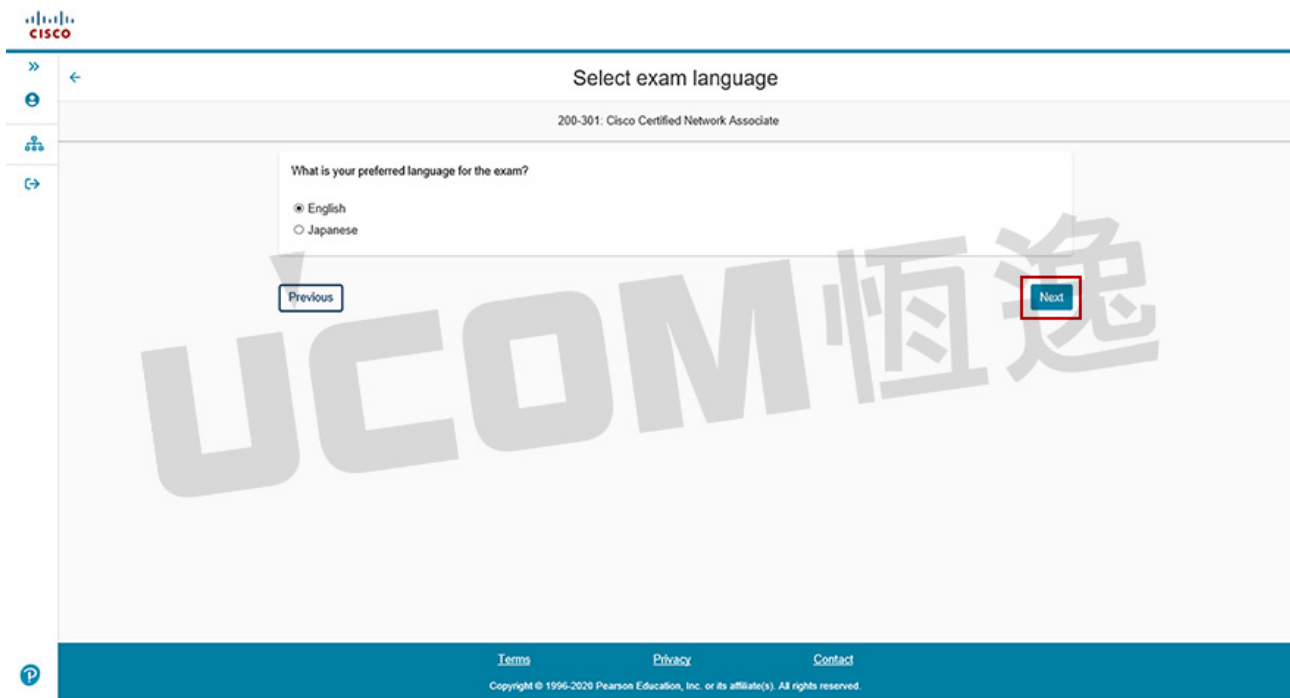 CISCO
Select exam language
200-301: Cisco Certified Network Associate
What is your preferred language for the exam?
English
Japanese
Previous
Next
UCOM恆逸
Terms Privacy Contact
Copyright © 1996-2020 Pearson Education, Inc. or its affiliate(s). All rights reserved.